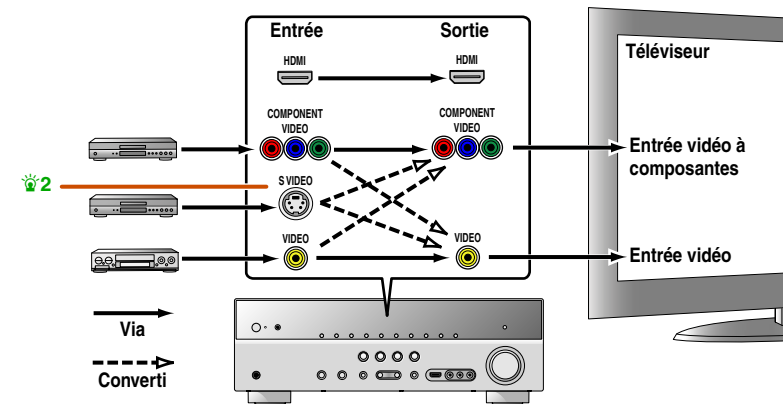 Entrée
Sortie
Téléviseur
HDMI
HDMI
COMPONENT
VIDEO
COMPONENT
VIDEO
Entrée vidéo à
composantes
2
S VIDEO
VIDEO
VIDEO
Entrée vidéo
Via
Converti